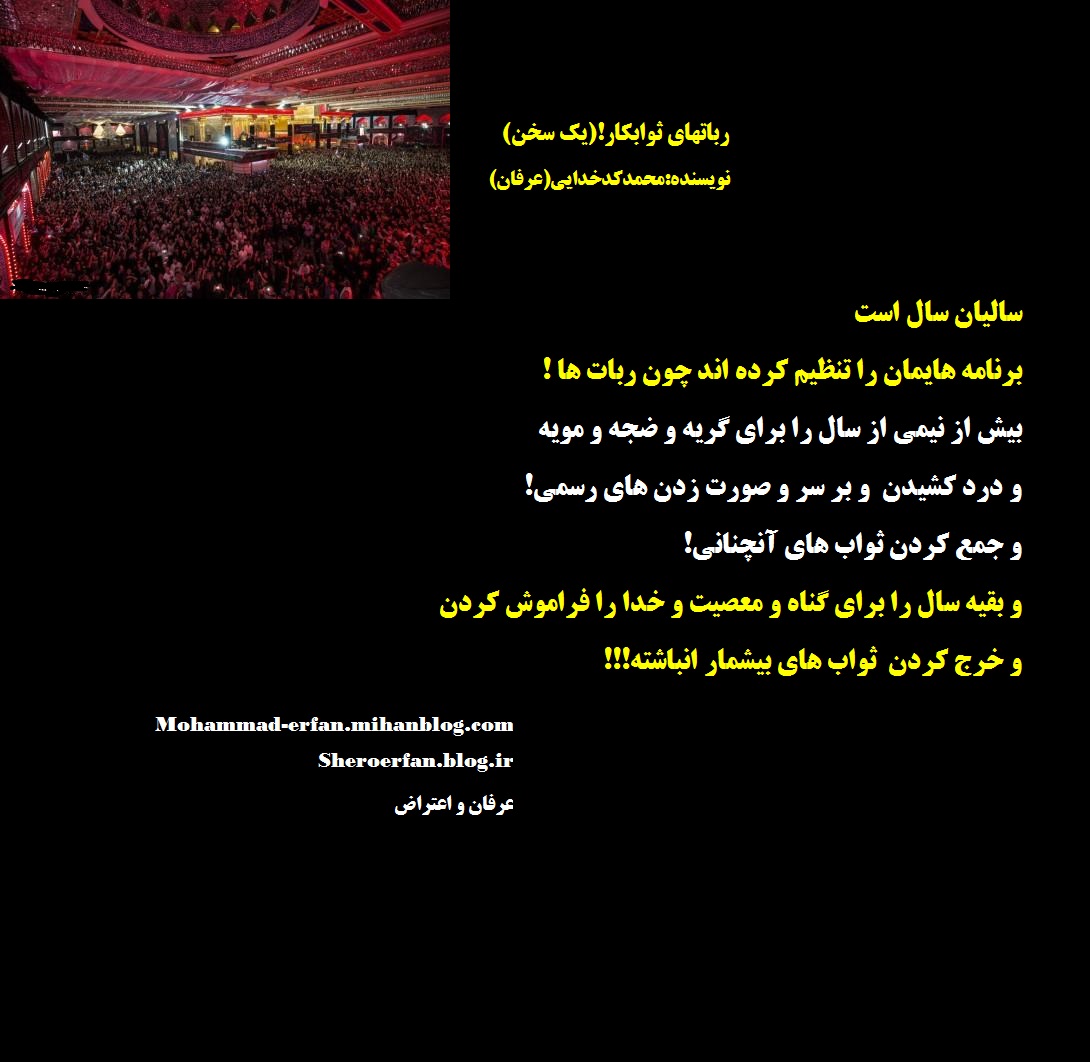 رباتهای ثوابکار!(یک سخن)
نویسنده:محمدکدخدایی(عرفان)
سالیان سال است
برنامه هایمان را تنظیم کرده اند چون ربات ها !
بیش از نیمی از سال را برای گریه و ضجه و مویه
و درد کشیدن و بر سر و صورت زدن های رسمی!
و جمع کردن ثواب های آنچنانی!
و بقیه سال را برای گناه و معصیت و خدا را فراموش کردن
و خرج کردن ثواب های بیشمار انباشته!!!
Mohammad-erfan.mihanblog.com
Sheroerfan.blog.ir
عرفان و اعتراض